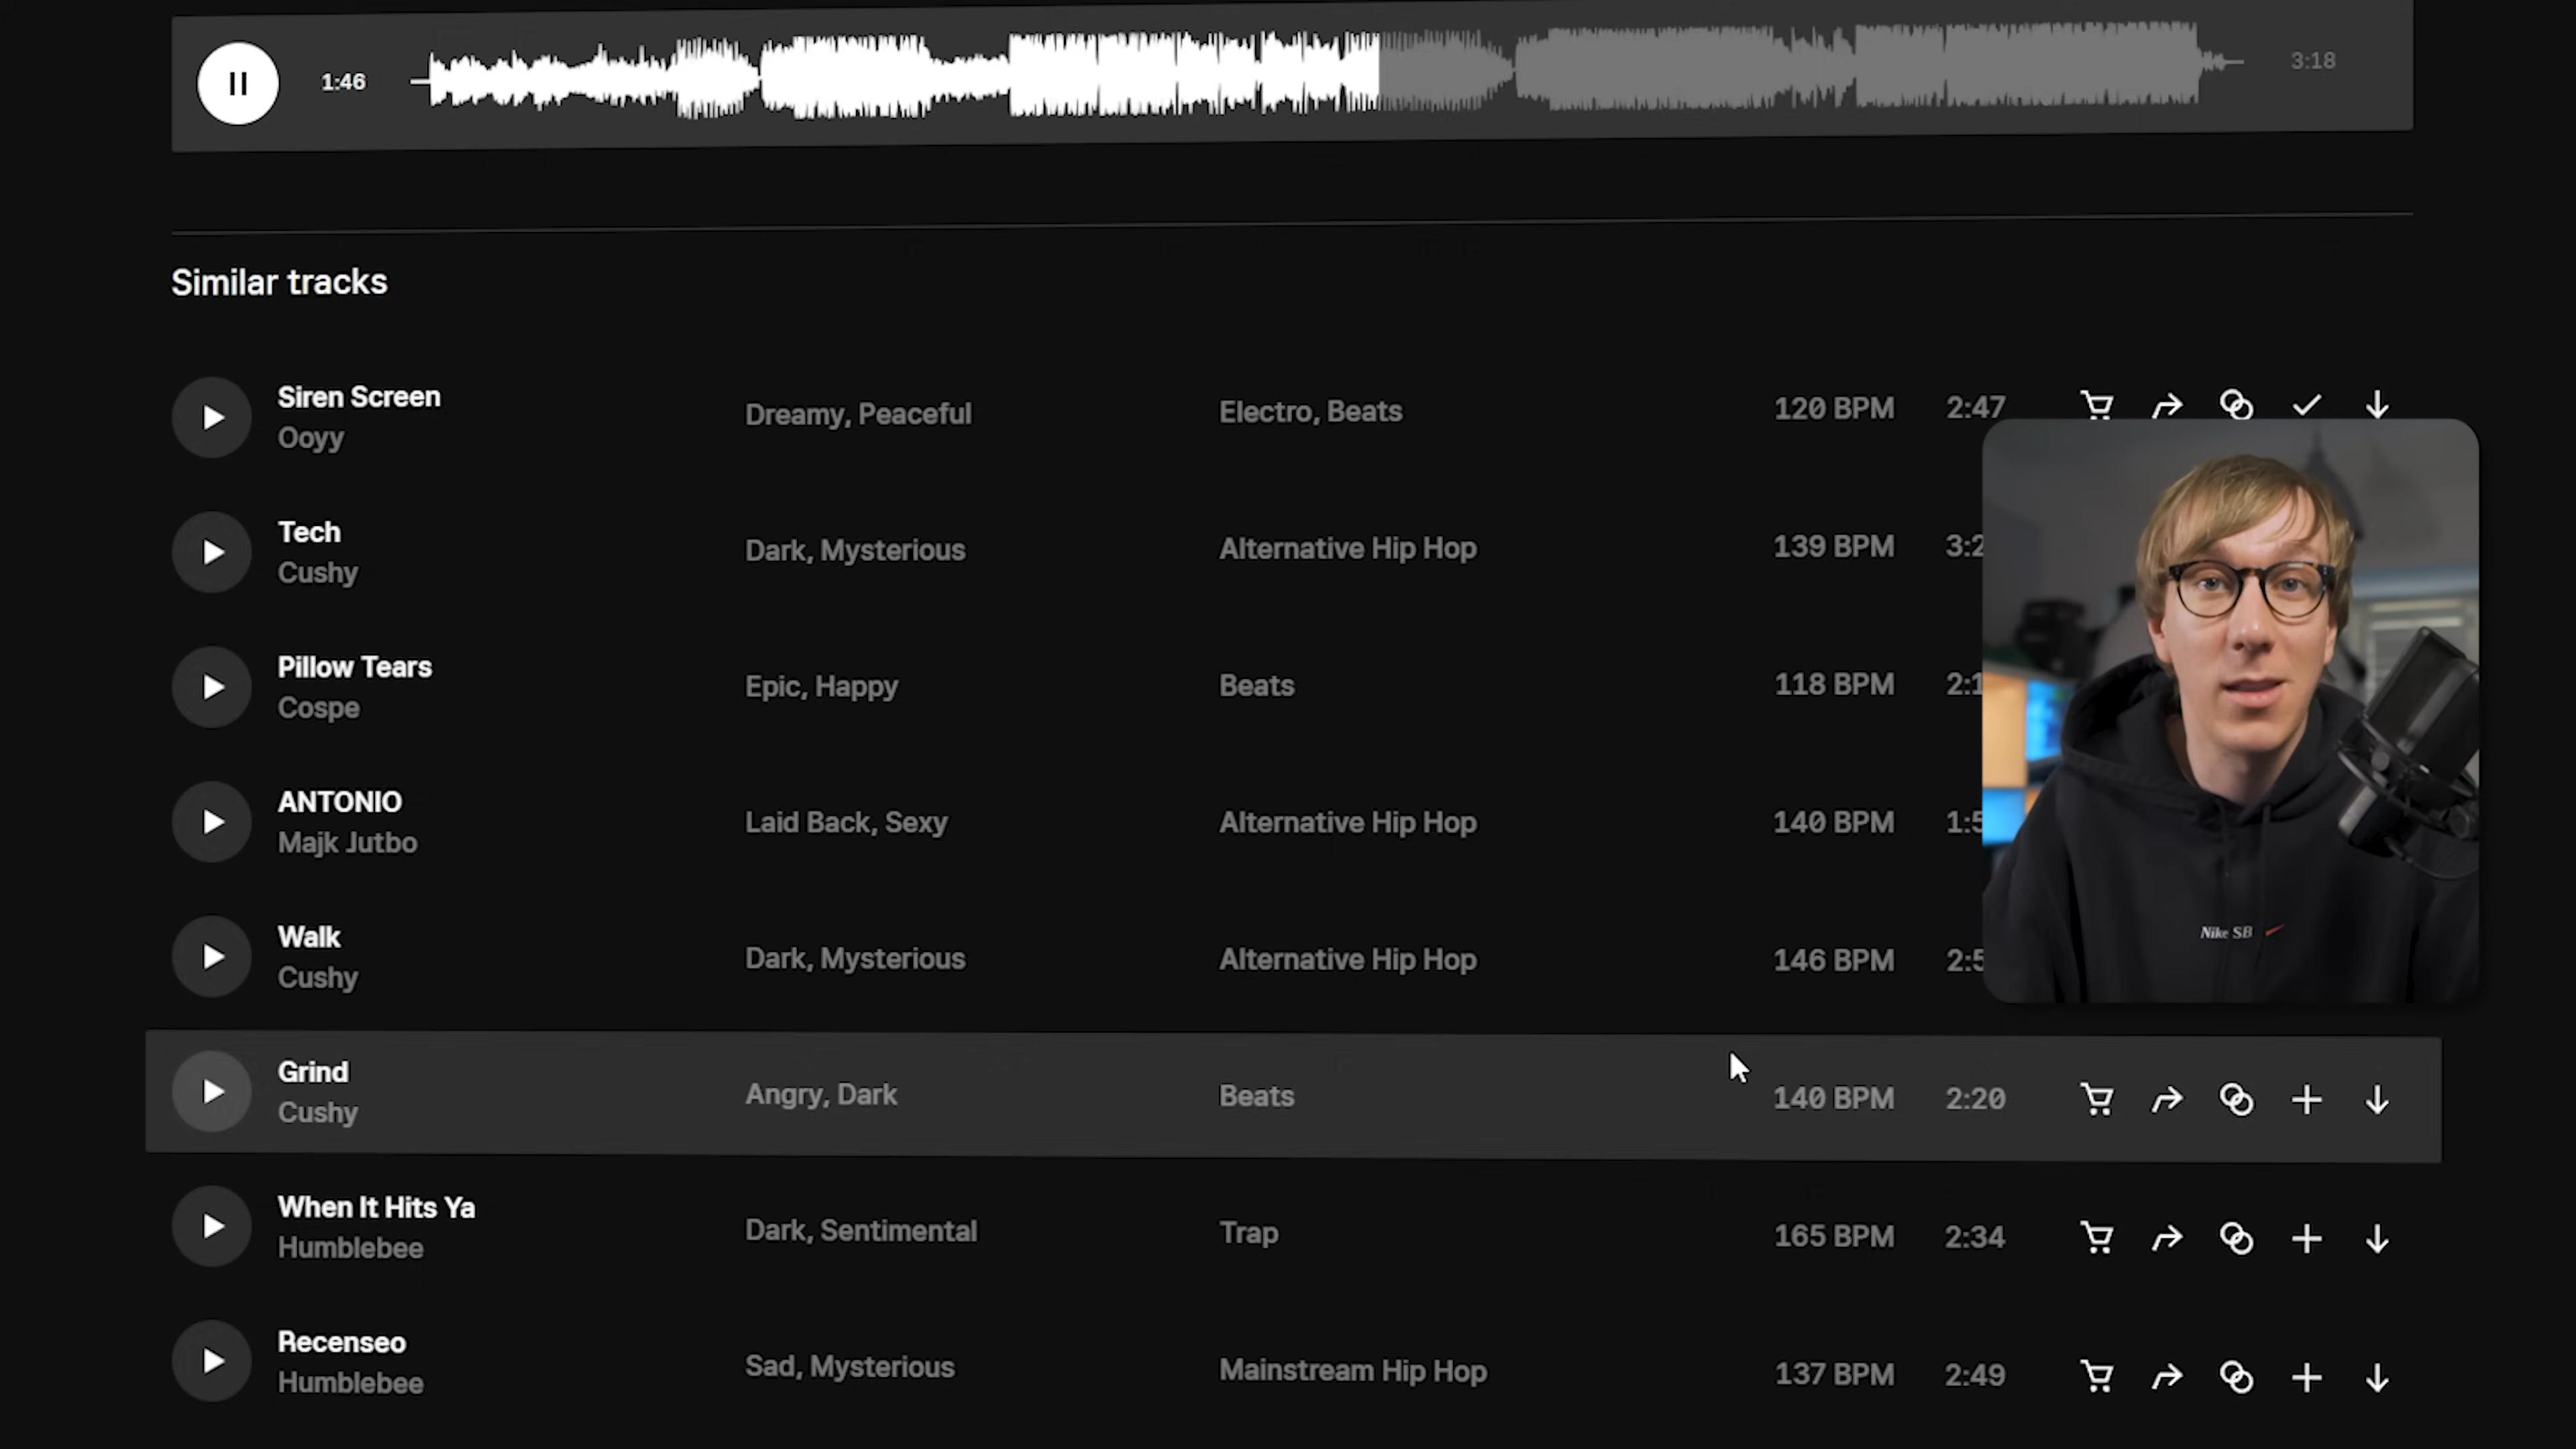 1:46
3:18
Similar tracks
Siren Screen
Ooyy
Dreamy, Peaceful
Electro, Beats
120 BPM
2:47
Tech
Cushy
Dark, Mysterious
Alternative Hip Hop
139 BPM
Pillow Tears
Cospe
Epic, Happy
Beats
118 BPM
ANTONIO
Majk Jutbo
Laid Back, Sexy
Alternative Hip Hop
140 BPM
Walk
Cushy
Dark, Mysterious
Alternative Hip Hop
146 BPM
Nike SB
Grind
Cushy
Angry, Dark
Beats
140 BPM
2:20
When It Hits Ya
Humblebee
Dark, Sentimental
Trap
165 BPM
2:34
Recenseo
Humblebee
Sad, Mysterious
Mainstream Hip Hop
137 BPM
2:49